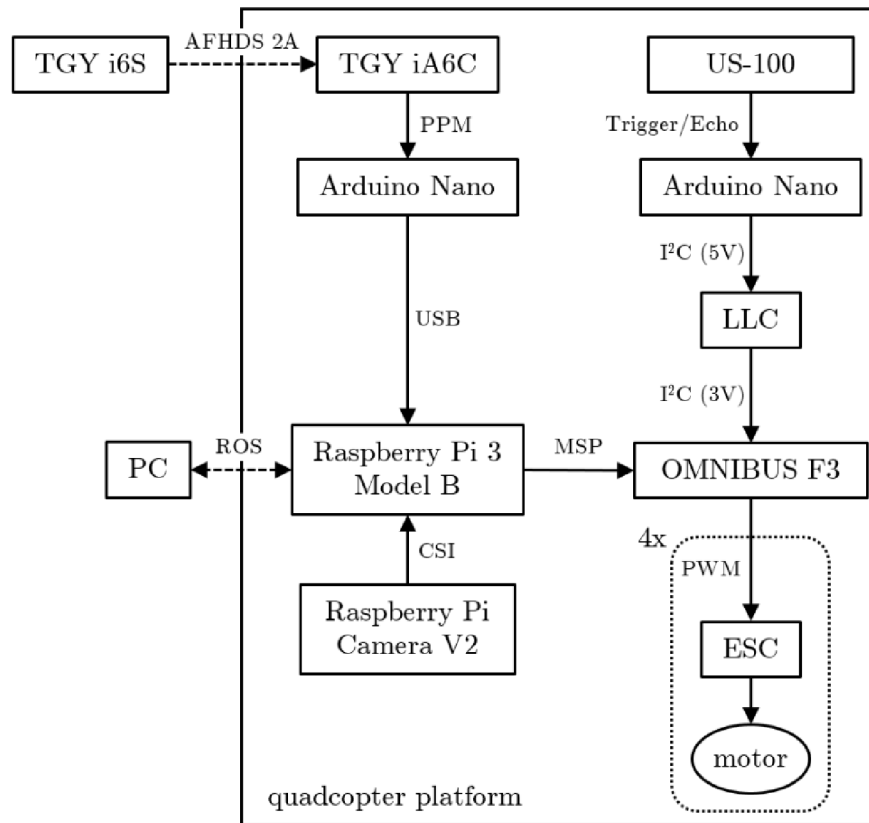 TGY i6S
AFHDS 2A
TGY iA6C
US-100
PPM
Trigger/Echo
Arduino Nano
Arduino Nano
I²C (5V)
USB
LLC
I²C (3V)
PC
ROS
Raspberry Pi 3
Model B
MSP
OMNIBUS F3
CSI
4x
PWM
Raspberry Pi
Camera V2
ESC
motor
quadcopter platform